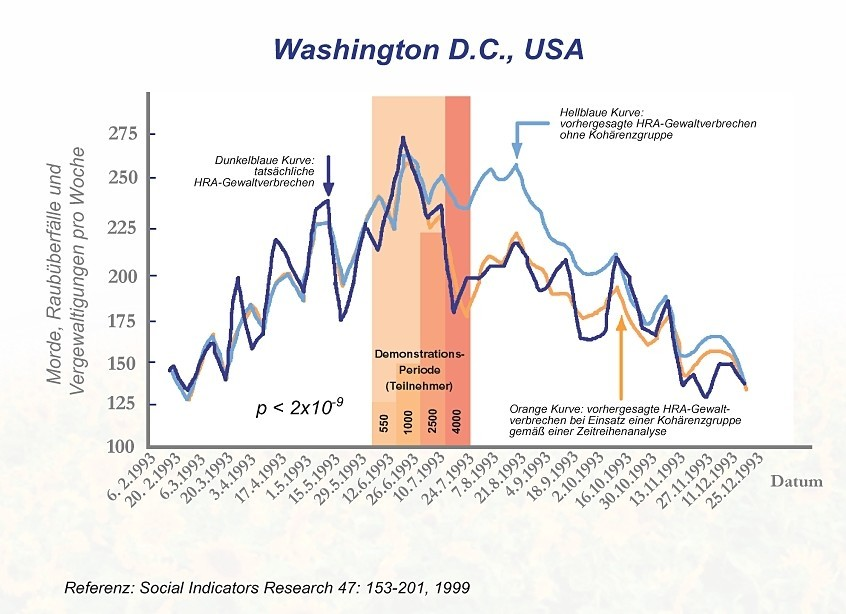 Washington D.C., USA
Morde, Raubüberfälle und
Vergewaltigungen pro Woche
275
250
225
200
175
150
125
100
Dunkelblaue Kurve:
tatsächliche
HRA-Gewaltverbrechen
Hellblaue Kurve:
vorhergesagte HRA-Gewaltverbrechen
ohne Kohärenzgruppe
Demonstrations-
Periode
(Teilnehmer)
550
1000
2500
4000
p < 2x10⁻⁹
Orange Kurve: vorhergesagte HRA-Gewalt-
verbrechen bei Einsatz einer Kohärenzgruppe
gemäß einer Zeitreihenanalyse
6. 2.1993
20. 2.1993
6.3.1993
20.3.1993
3.4.1993
17.4.1993
1.5.1993
15.5.1993
29.5.1993
12.6.1993
26.6.1993
10.7.1993
24.7.1993
7.8.1993
21.8.1993
4.9.1993
18.9.1993
2.10.1993
16.10.1993
30.10.1993
13.11.1993
27.11.1993
11.12.1993
25.12.1993
Datum
Referenz: Social Indicators Research 47: 153-201, 1999